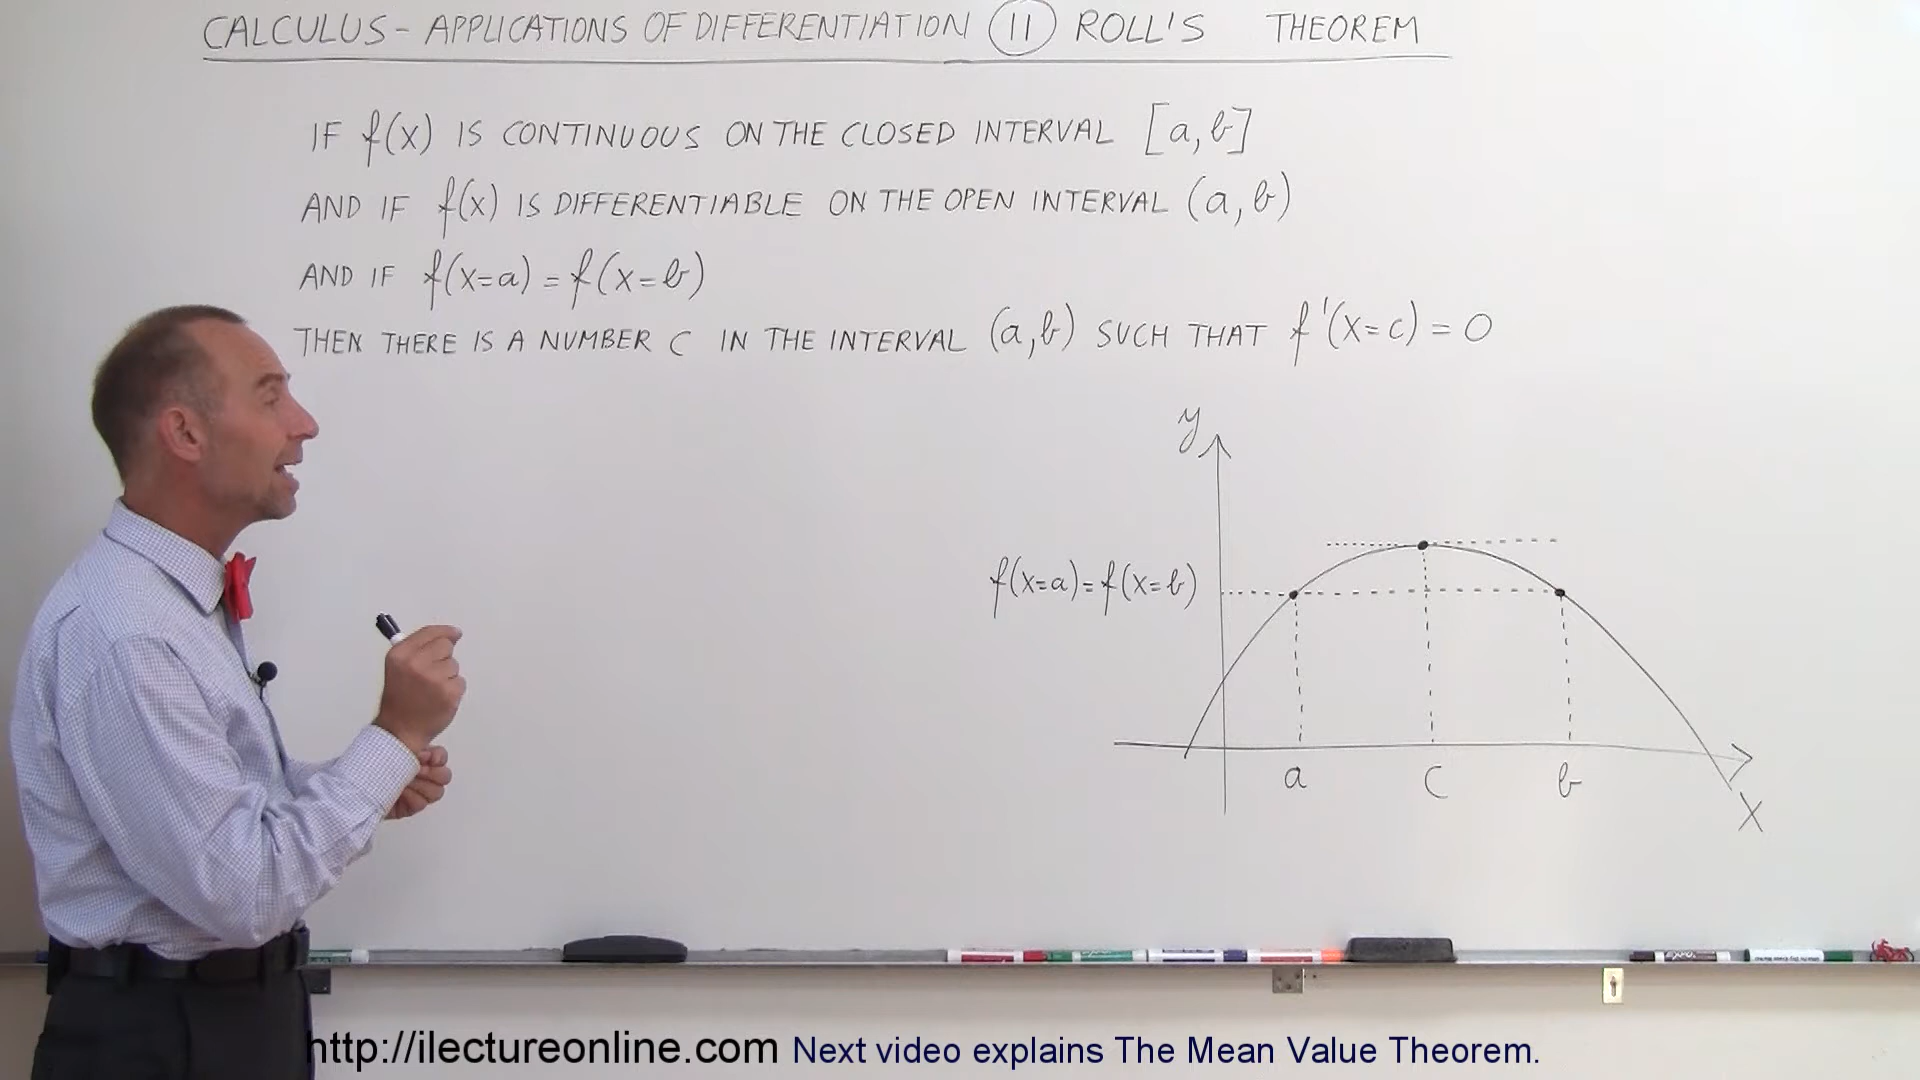 CALCULUS - APPLICATIONS OF DIFFERENTIATION 11 ROLL'S THEOREM
IF f(x) IS CONTINUOUS ON THE CLOSED INTERVAL [a,b]
AND IF f(x) IS DIFFERENTIABLE ON THE OPEN INTERVAL (a,b)
AND IF f(x=a) = f(x=b)
THEN THERE IS A NUMBER C IN THE INTERVAL (a,b) SUCH THAT f'(x=c) = 0
y
f(x=a)=f(x=b)
a c b
x
EXPO
http://ilectureonline.com Next video explains The Mean Value Theorem.